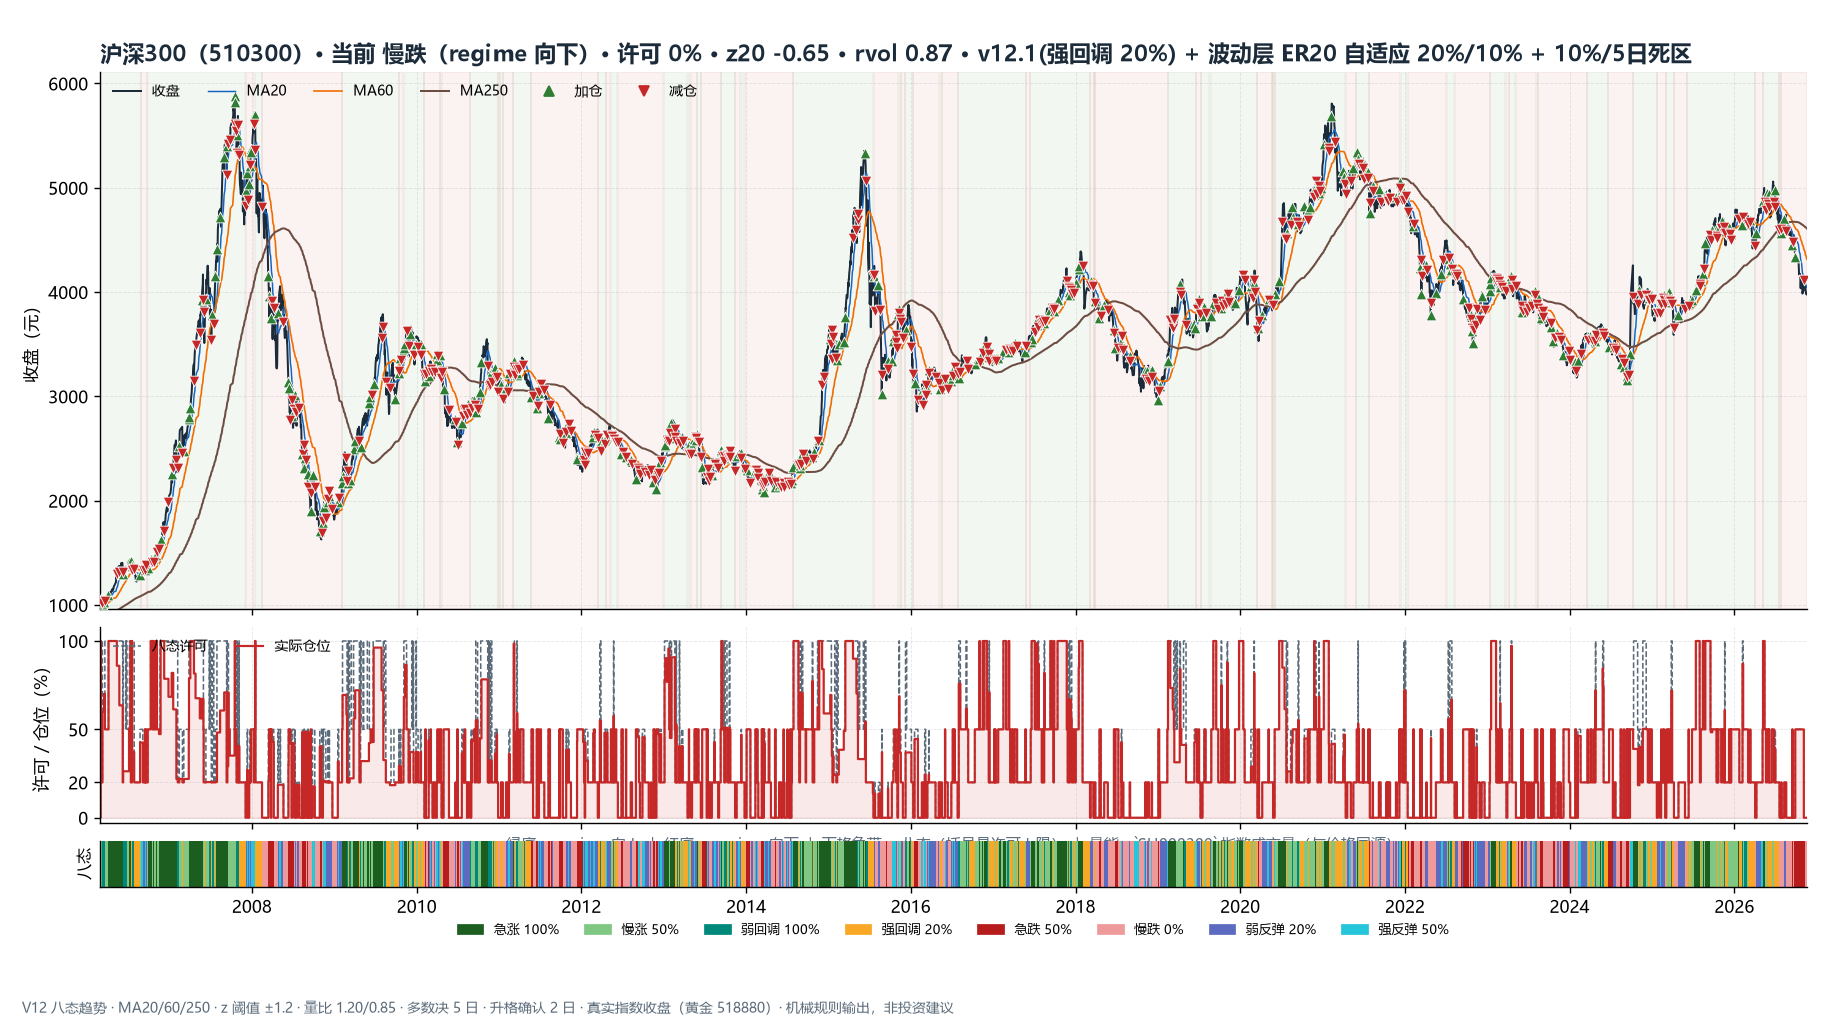 沪深300（510300）• 当前 慢跌（regime 向下）• 许可 0% • z20 -0.65 • rvol 0.87 • v12.1(强回调 20%) + 波动层 ER20 自适应 20%/10% + 10%/5日死区
收盘 MA20 MA60 MA250 加仓 减仓
收盘（元）
6000
5000
4000
3000
2000
1000
八态许可 实际仓位
许可 / 仓位（%）
100
50
20
0
八态
2008 2010 2012 2014 2016 2018 2020 2022 2024 2026
急涨 100% 慢涨 50% 弱回调 100% 强回调 20% 急跌 50% 慢跌 0% 弱反弹 20% 强反弹 50%
V12 八态趋势 · MA20/60/250 · z 阈值 ±1.2 · 量比 1.20/0.85 · 多数决 5 日 · 升格确认 2 日 · 真实指数收盘（黄金 518880）· 机械规则输出，非投资建议